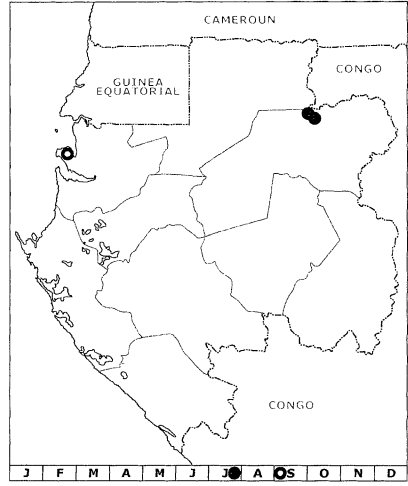 CAMEROUN
CONGO
GUINEA
EQUATORIAL
CONGO
J F M A M J J A S O N D